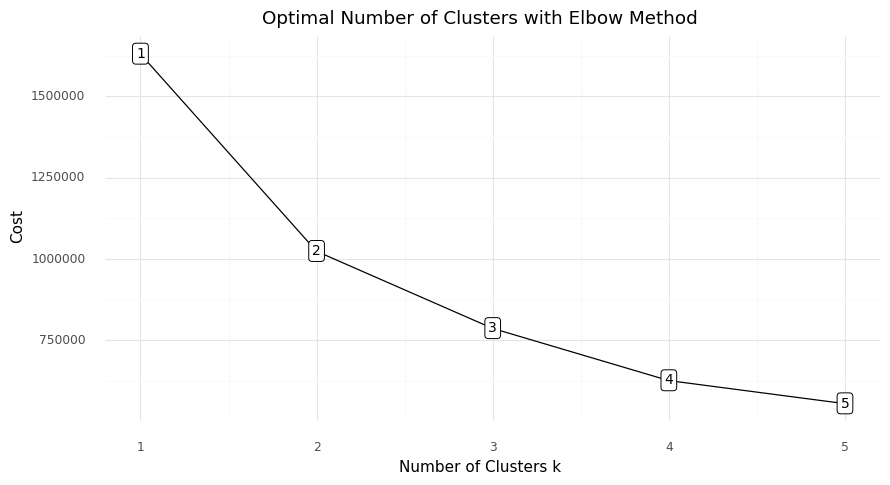 Optimal Number of Clusters with Elbow Method
1500000
1250000
1000000
750000
Cost
1
2
3
4
5
1 2 3 4 5
Number of Clusters k